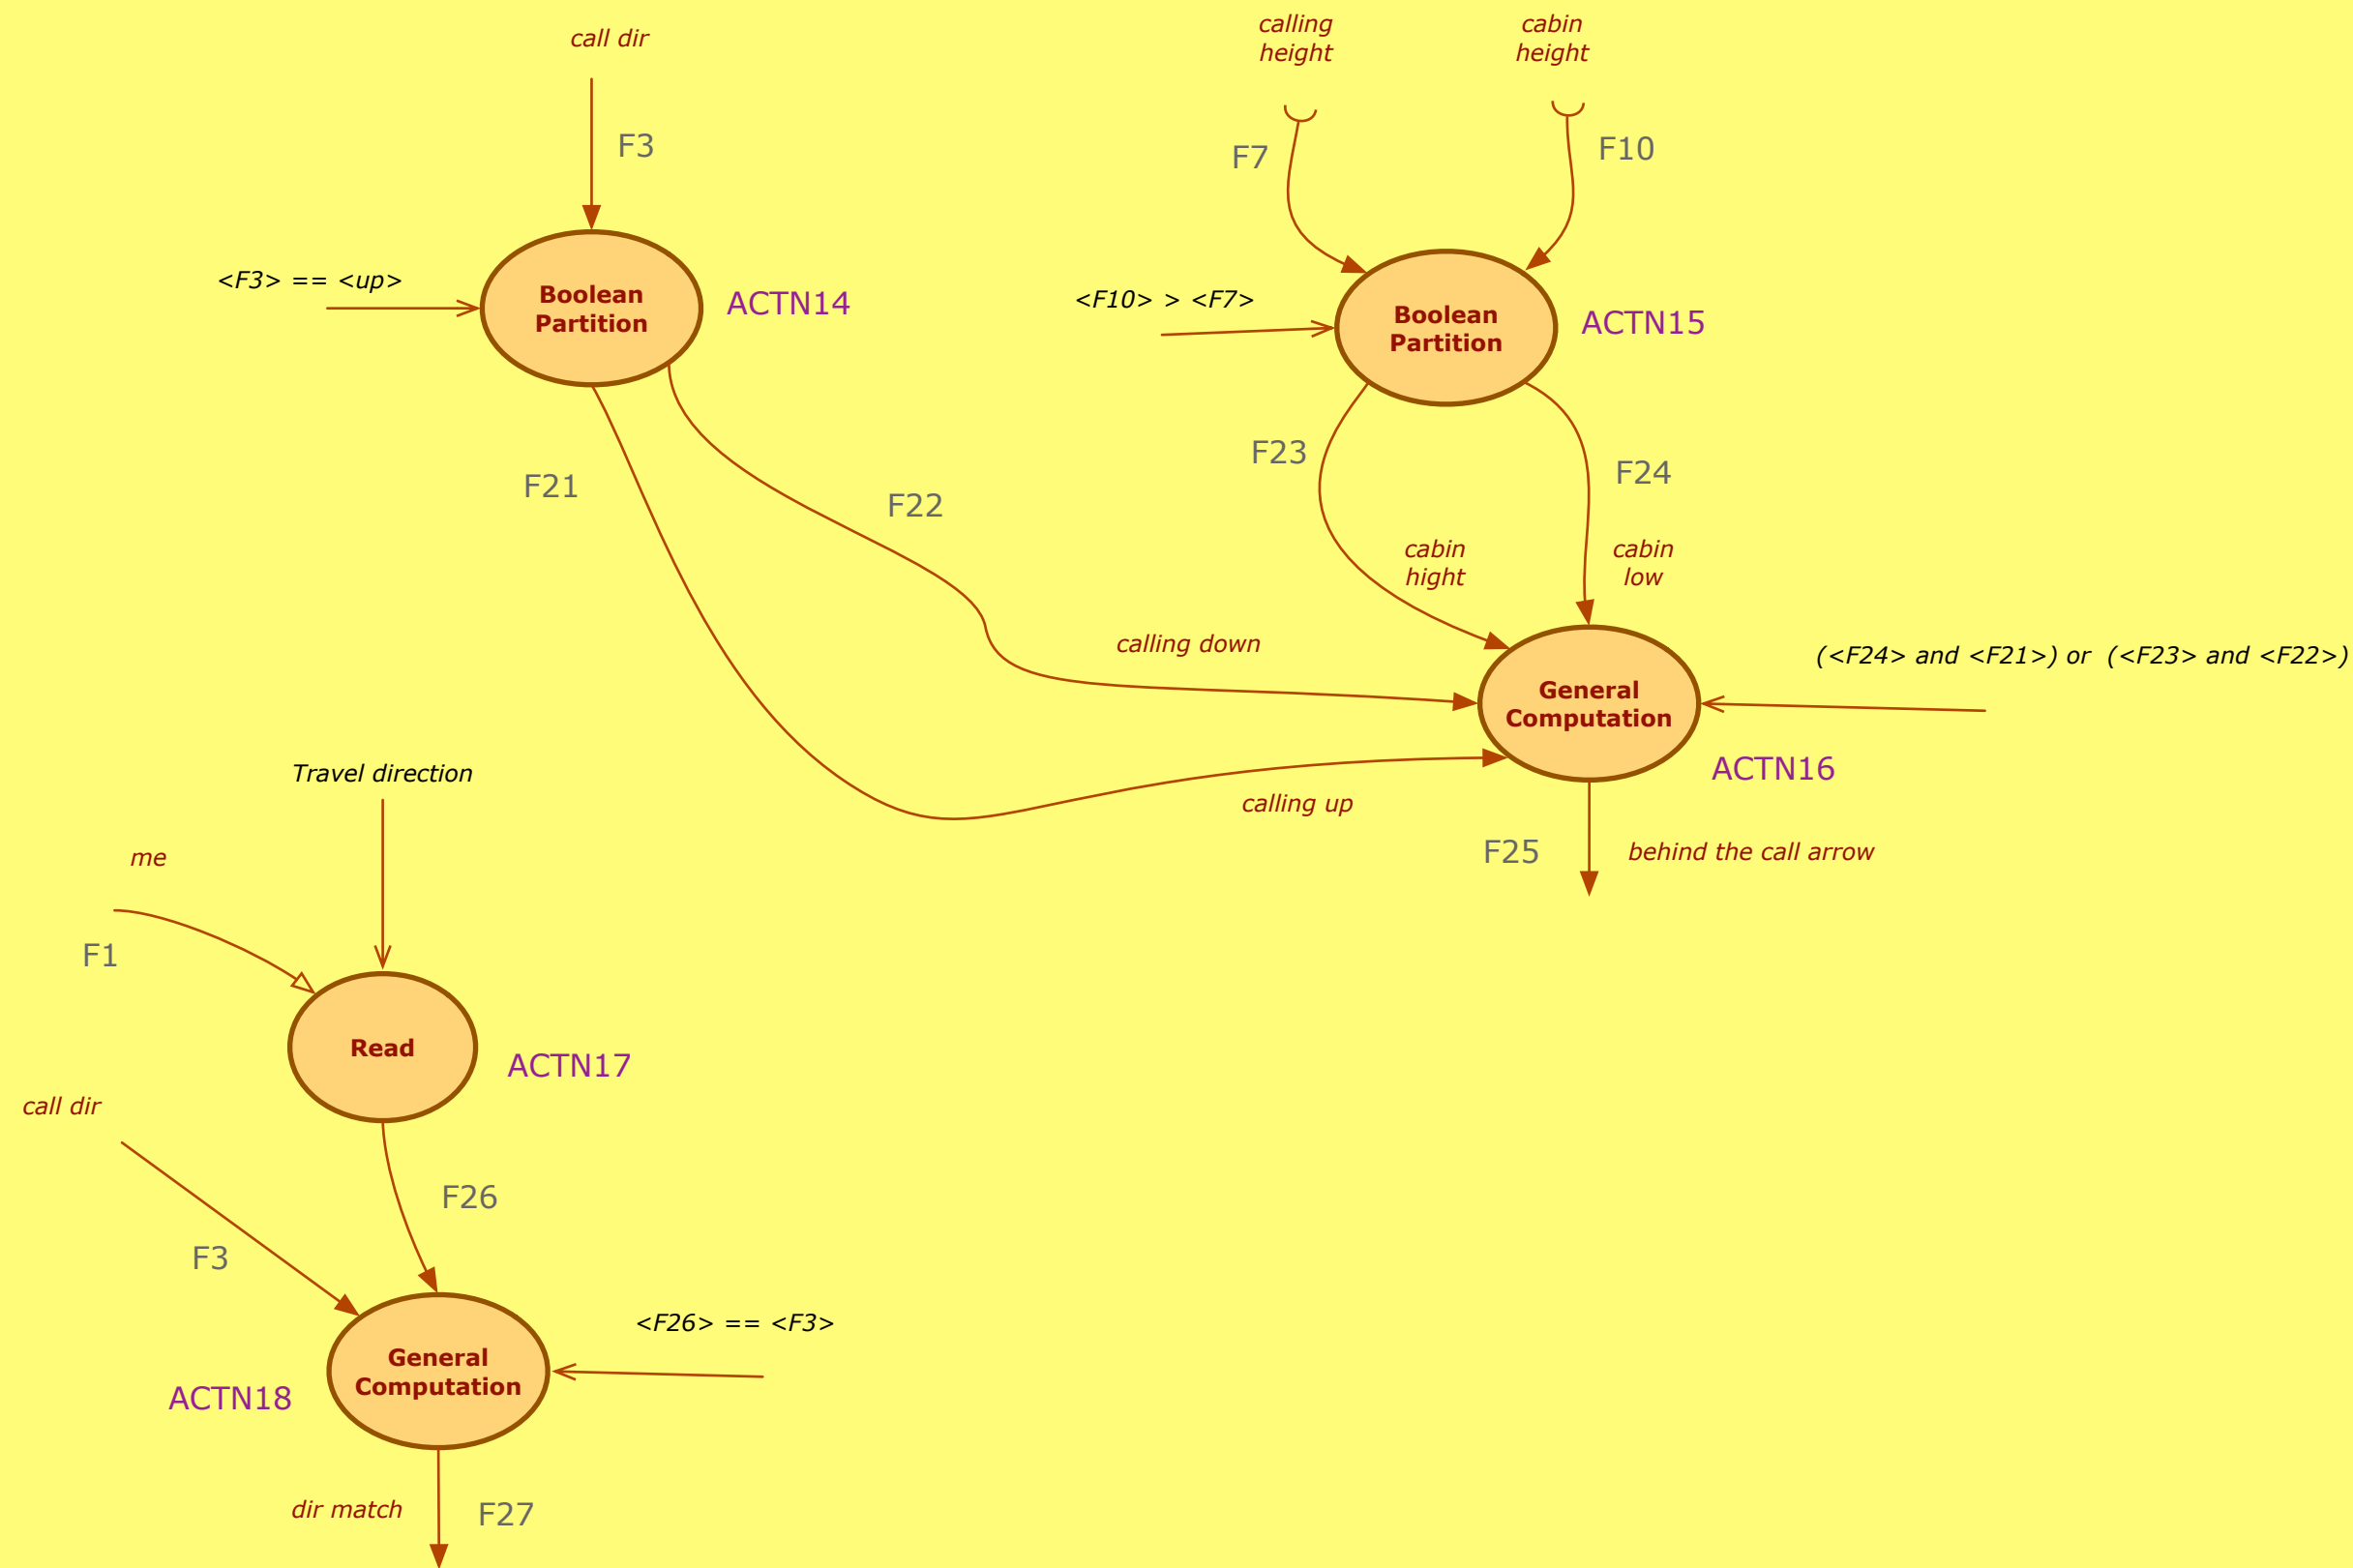 call dir
F3
<F3> == <up>
Boolean
Partition
ACTN14
F21
F22
calling
height
cabin
height
F7
F10
<F10> > <F7>
Boolean
Partition
ACTN15
F23
F24
cabin
hight
cabin
low
calling down
calling up
(<F24> and <F21>) or  (<F23> and <F22>)
General
Computation
ACTN16
F25
behind the call arrow
Travel direction
me
F1
Read
ACTN17
call dir
F26
F3
<F26> == <F3>
General
Computation
ACTN18
dir match
F27